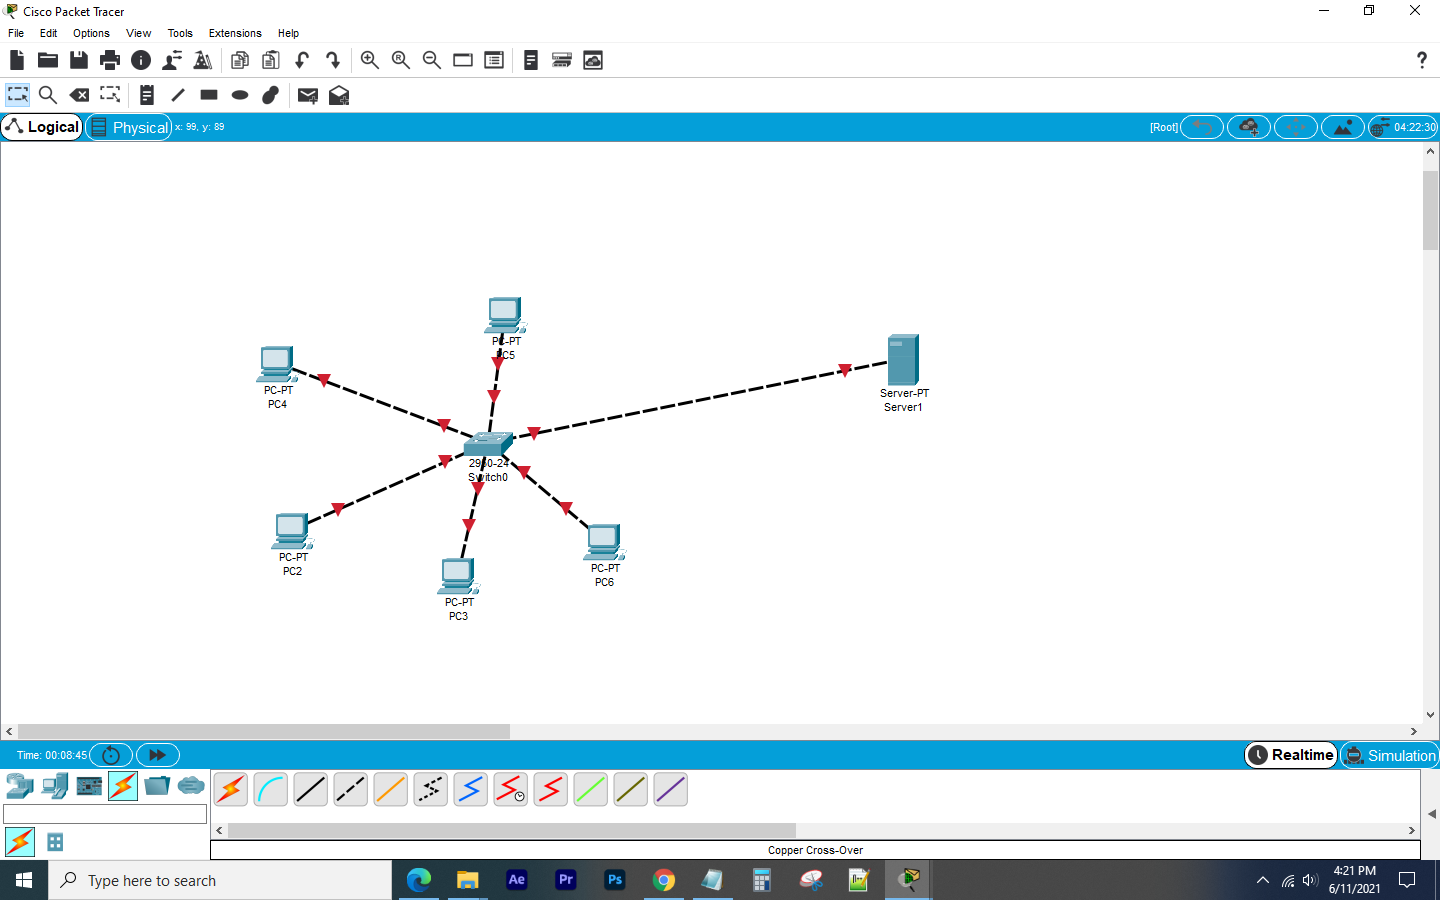 Cisco Packet Tracer
File Edit Options View Tools Extensions Help
Logical Physical x: 99, y: 89 [Root] 04:22:30
PC-PT
PC5
PC-PT
PC4
Server-PT
Server1
2960-24
Switch0
PC-PT
PC2
PC-PT
PC6
PC-PT
PC3
Time: 00:08:45 Realtime Simulation
Copper Cross-Over
Type here to search Ae Pr Ps 4:21 PM
6/11/2021